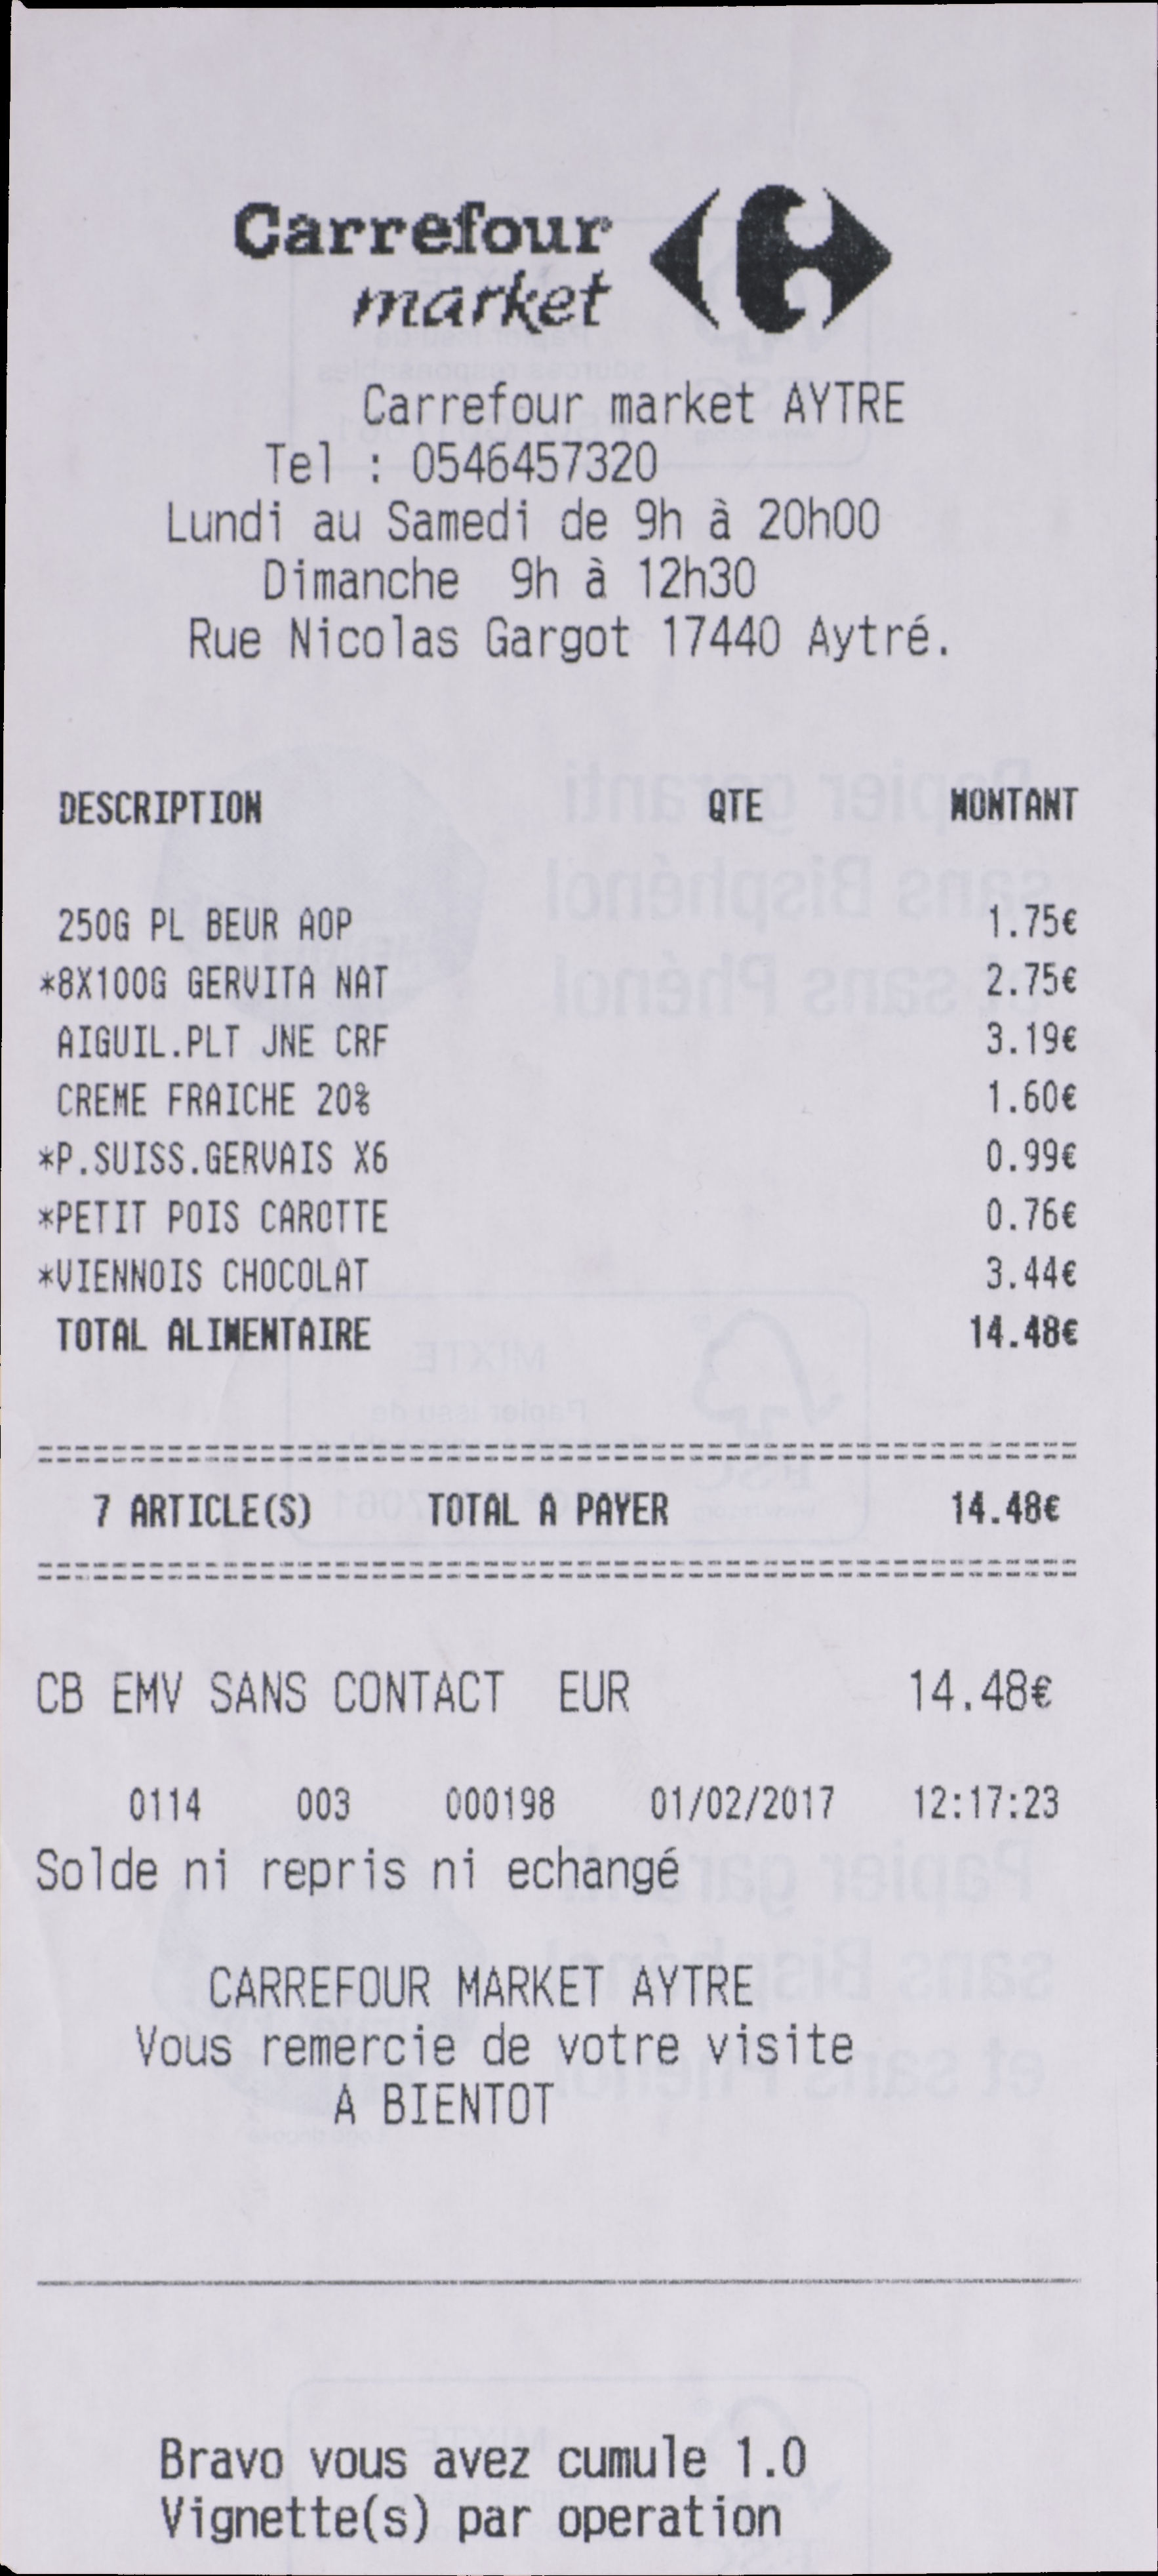 Carrefour
market
Carrefour market AYTRE
Tel : 0546457320
Lundi au Samedi de 9h à 20h00
Dimanche 9h à 12h30
Rue Nicolas Gargot 17440 Aytré.
DESCRIPTION QTE MONTANT
250G PL BEUR AOP 1.75€
*8X100G GERVITA NAT 2.75€
AIGUIL.PLT JNE CRF 3.19€
CREME FRAICHE 20% 1.60€
*P.SUISS.GERVAIS X6 0.99€
*PETIT POIS CAROTTE 0.76€
*VIENNOIS CHOCOLAT 3.44€
TOTAL ALIMENTAIRE 14.48€
7 ARTICLE(S) TOTAL A PAYER 14.48€
CB EMV SANS CONTACT EUR 14.48€
0114 003 000198 01/02/2017 12:17:23
Solde ni repris ni echangé
CARREFOUR MARKET AYTRE
Vous remercie de votre visite
A BIENTOT
Bravo vous avez cumule 1.0
Vignette(s) par operation